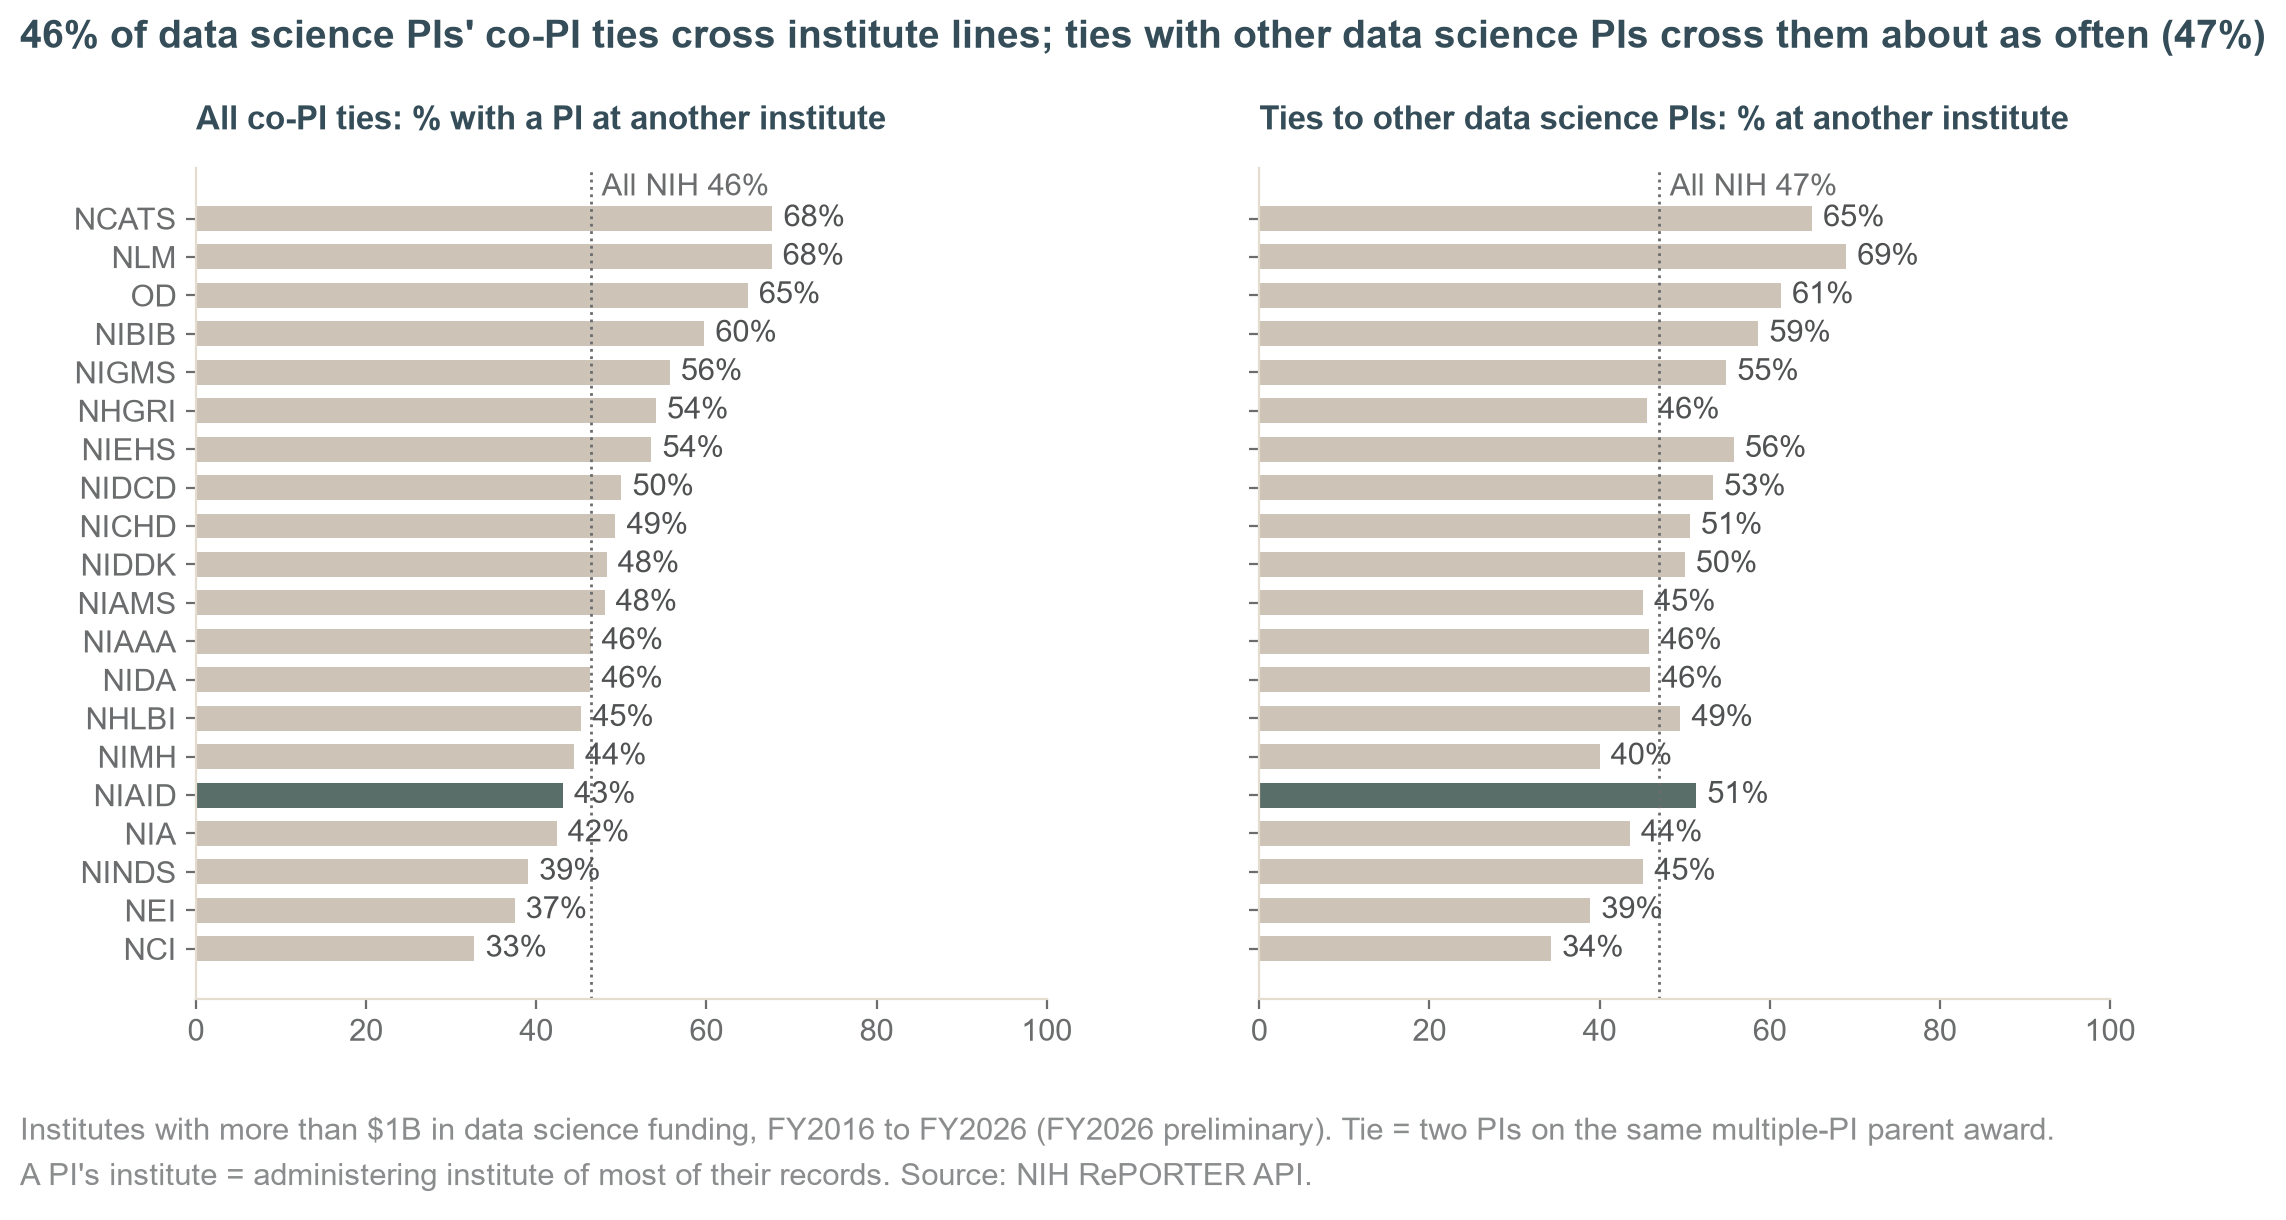 46% of data science PIs' co-PI ties cross institute lines; ties with other data science PIs cross them about as often (47%)
All co-PI ties: % with a PI at another institute
All NIH 46%
NCATS 68%
NLM 68%
OD 65%
NIBIB 60%
NIGMS 56%
NHGRI 54%
NIEHS 54%
NIDCD 50%
NICHD 49%
NIDDK 48%
NIAMS 48%
NIAAA 46%
NIDA 46%
NHLBI 45%
NIMH 44%
NIAID 43%
NIA 42%
NINDS 39%
NEI 37%
NCI 33%
0 20 40 60 80 100
Ties to other data science PIs: % at another institute
All NIH 47%
65%
69%
61%
59%
55%
46%
56%
53%
51%
50%
45%
46%
46%
49%
40%
51%
44%
45%
39%
34%
0 20 40 60 80 100
Institutes with more than $1B in data science funding, FY2016 to FY2026 (FY2026 preliminary). Tie = two PIs on the same multiple-PI parent award.
A PI's institute = administering institute of most of their records. Source: NIH RePORTER API.